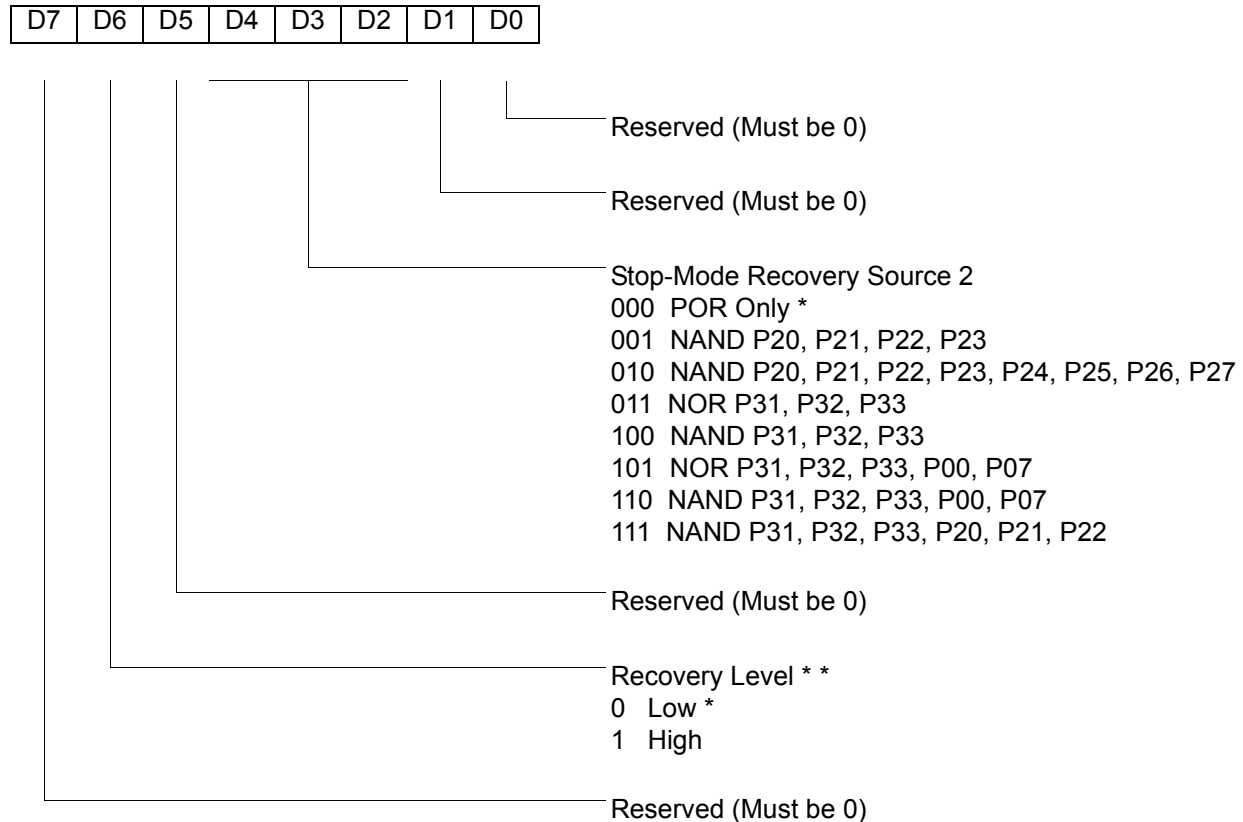 D7 D6 D5 D4 D3 D2 D1 D0
Reserved (Must be 0)
Reserved (Must be 0)
Stop-Mode Recovery Source 2
000 POR Only *
001 NAND P20, P21, P22, P23
010 NAND P20, P21, P22, P23, P24, P25, P26, P27
011 NOR P31, P32, P33
100 NAND P31, P32, P33
101 NOR P31, P32, P33, P00, P07
110 NAND P31, P32, P33, P00, P07
111 NAND P31, P32, P33, P20, P21, P22
Reserved (Must be 0)
Recovery Level * *
0 Low *
1 High
Reserved (Must be 0)